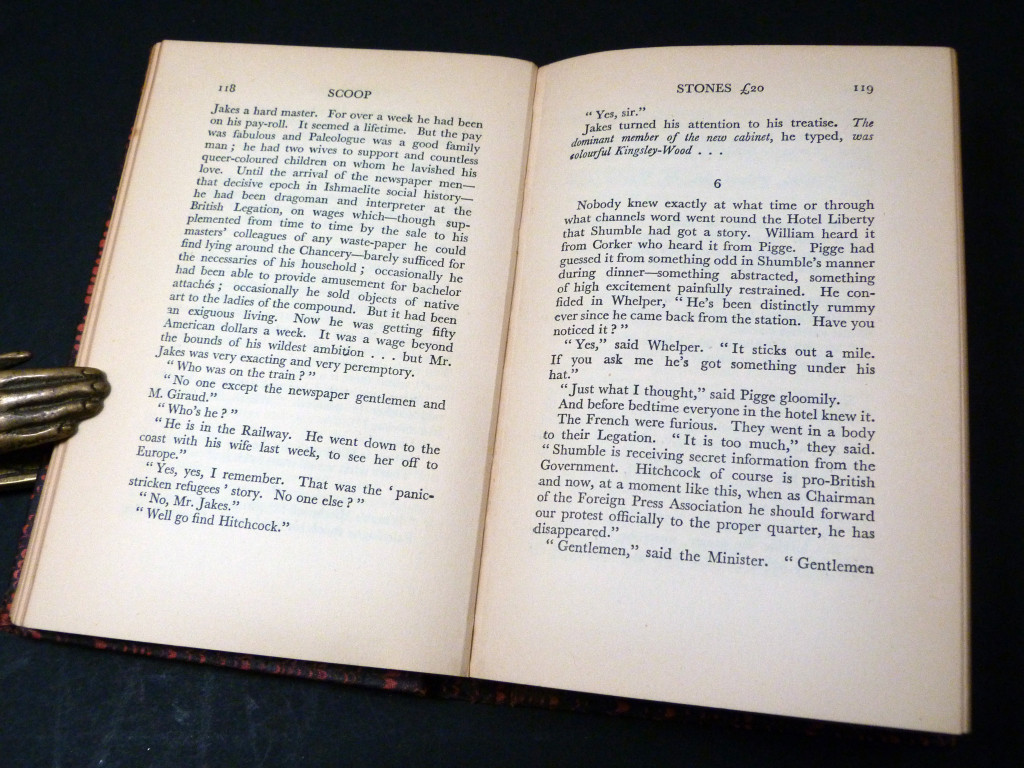 118
SCOOP
Jakes a hard master. For over a week he had been
on his pay-roll. It seemed a lifetime. But the pay
was fabulous and Paleologue was a good family
man ; he had two wives to support and countless
queer-coloured children on whom he lavished his
love. Until the arrival of the newspaper men—
that decisive epoch in Ishmaelite social history—
he had been dragoman and interpreter at the
British Legation, on wages which—though sup-
plemented from time to time by the sale to his
masters' colleagues of any waste-paper he could
find lying around the Chancery—barely sufficed for
the necessaries of his household ; occasionally he
had been able to provide amusement for bachelor
attachés ; occasionally he sold objects of native
art to the ladies of the compound. But it had been
an exiguous living. Now he was getting fifty
American dollars a week. It was a wage beyond
the bounds of his wildest ambition . . . but Mr.
Jakes was very exacting and very peremptory.
“ Who was on the train ? ”
“ No one except the newspaper gentlemen and
M. Giraud.”
“ Who's he ? ”
“ He is in the Railway. He went down to the
coast with his wife last week, to see her off to
Europe.”
“ Yes, yes, I remember. That was the ‘ panic-
stricken refugees ’ story. No one else ? ”
“ No, Mr. Jakes.”
“ Well go find Hitchcock.”
STONES £20
119
“ Yes, sir.”
Jakes turned his attention to his treatise. The
dominant member of the new cabinet, he typed, was
colourful Kingsley-Wood . . .
6
Nobody knew exactly at what time or through
what channels word went round the Hotel Liberty
that Shumble had got a story. William heard it
from Corker who heard it from Pigge. Pigge had
guessed it from something odd in Shumble's manner
during dinner—something abstracted, something
of high excitement painfully restrained. He con-
fided in Whelper, “ He's been distinctly rummy
ever since he came back from the station. Have you
noticed it ? ”
“ Yes,” said Whelper. “ It sticks out a mile.
If you ask me he's got something under his
hat.”
“ Just what I thought,” said Pigge gloomily.
And before bedtime everyone in the hotel knew it.
The French were furious. They went in a body
to their Legation. “ It is too much,” they said.
“ Shumble is receiving secret information from the
Government. Hitchcock of course is pro-British
and now, at a moment like this, when as Chairman
of the Foreign Press Association he should forward
our protest officially to the proper quarter, he has
disappeared.”
“ Gentlemen,” said the Minister. “ Gentlemen